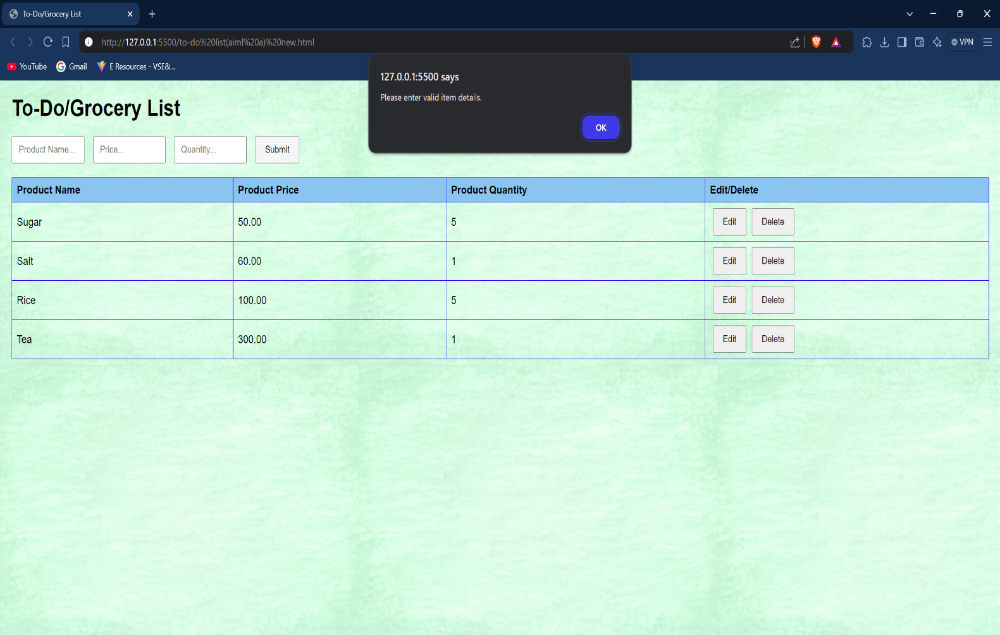 To-Do/Grocery List
http://127.0.0.1:5500/to-do%20list(aiml%20a)%20new.html
VPN
YouTube
Gmail
E Resources - VSE&...
127.0.0.1:5500 says
Please enter valid item details.
OK
To-Do/Grocery List
Product Name... Price... Quantity... Submit
Product Name Product Price Product Quantity Edit/Delete
Sugar 50.00 5 Edit Delete
Salt 60.00 1 Edit Delete
Rice 100.00 5 Edit Delete
Tea 300.00 1 Edit Delete